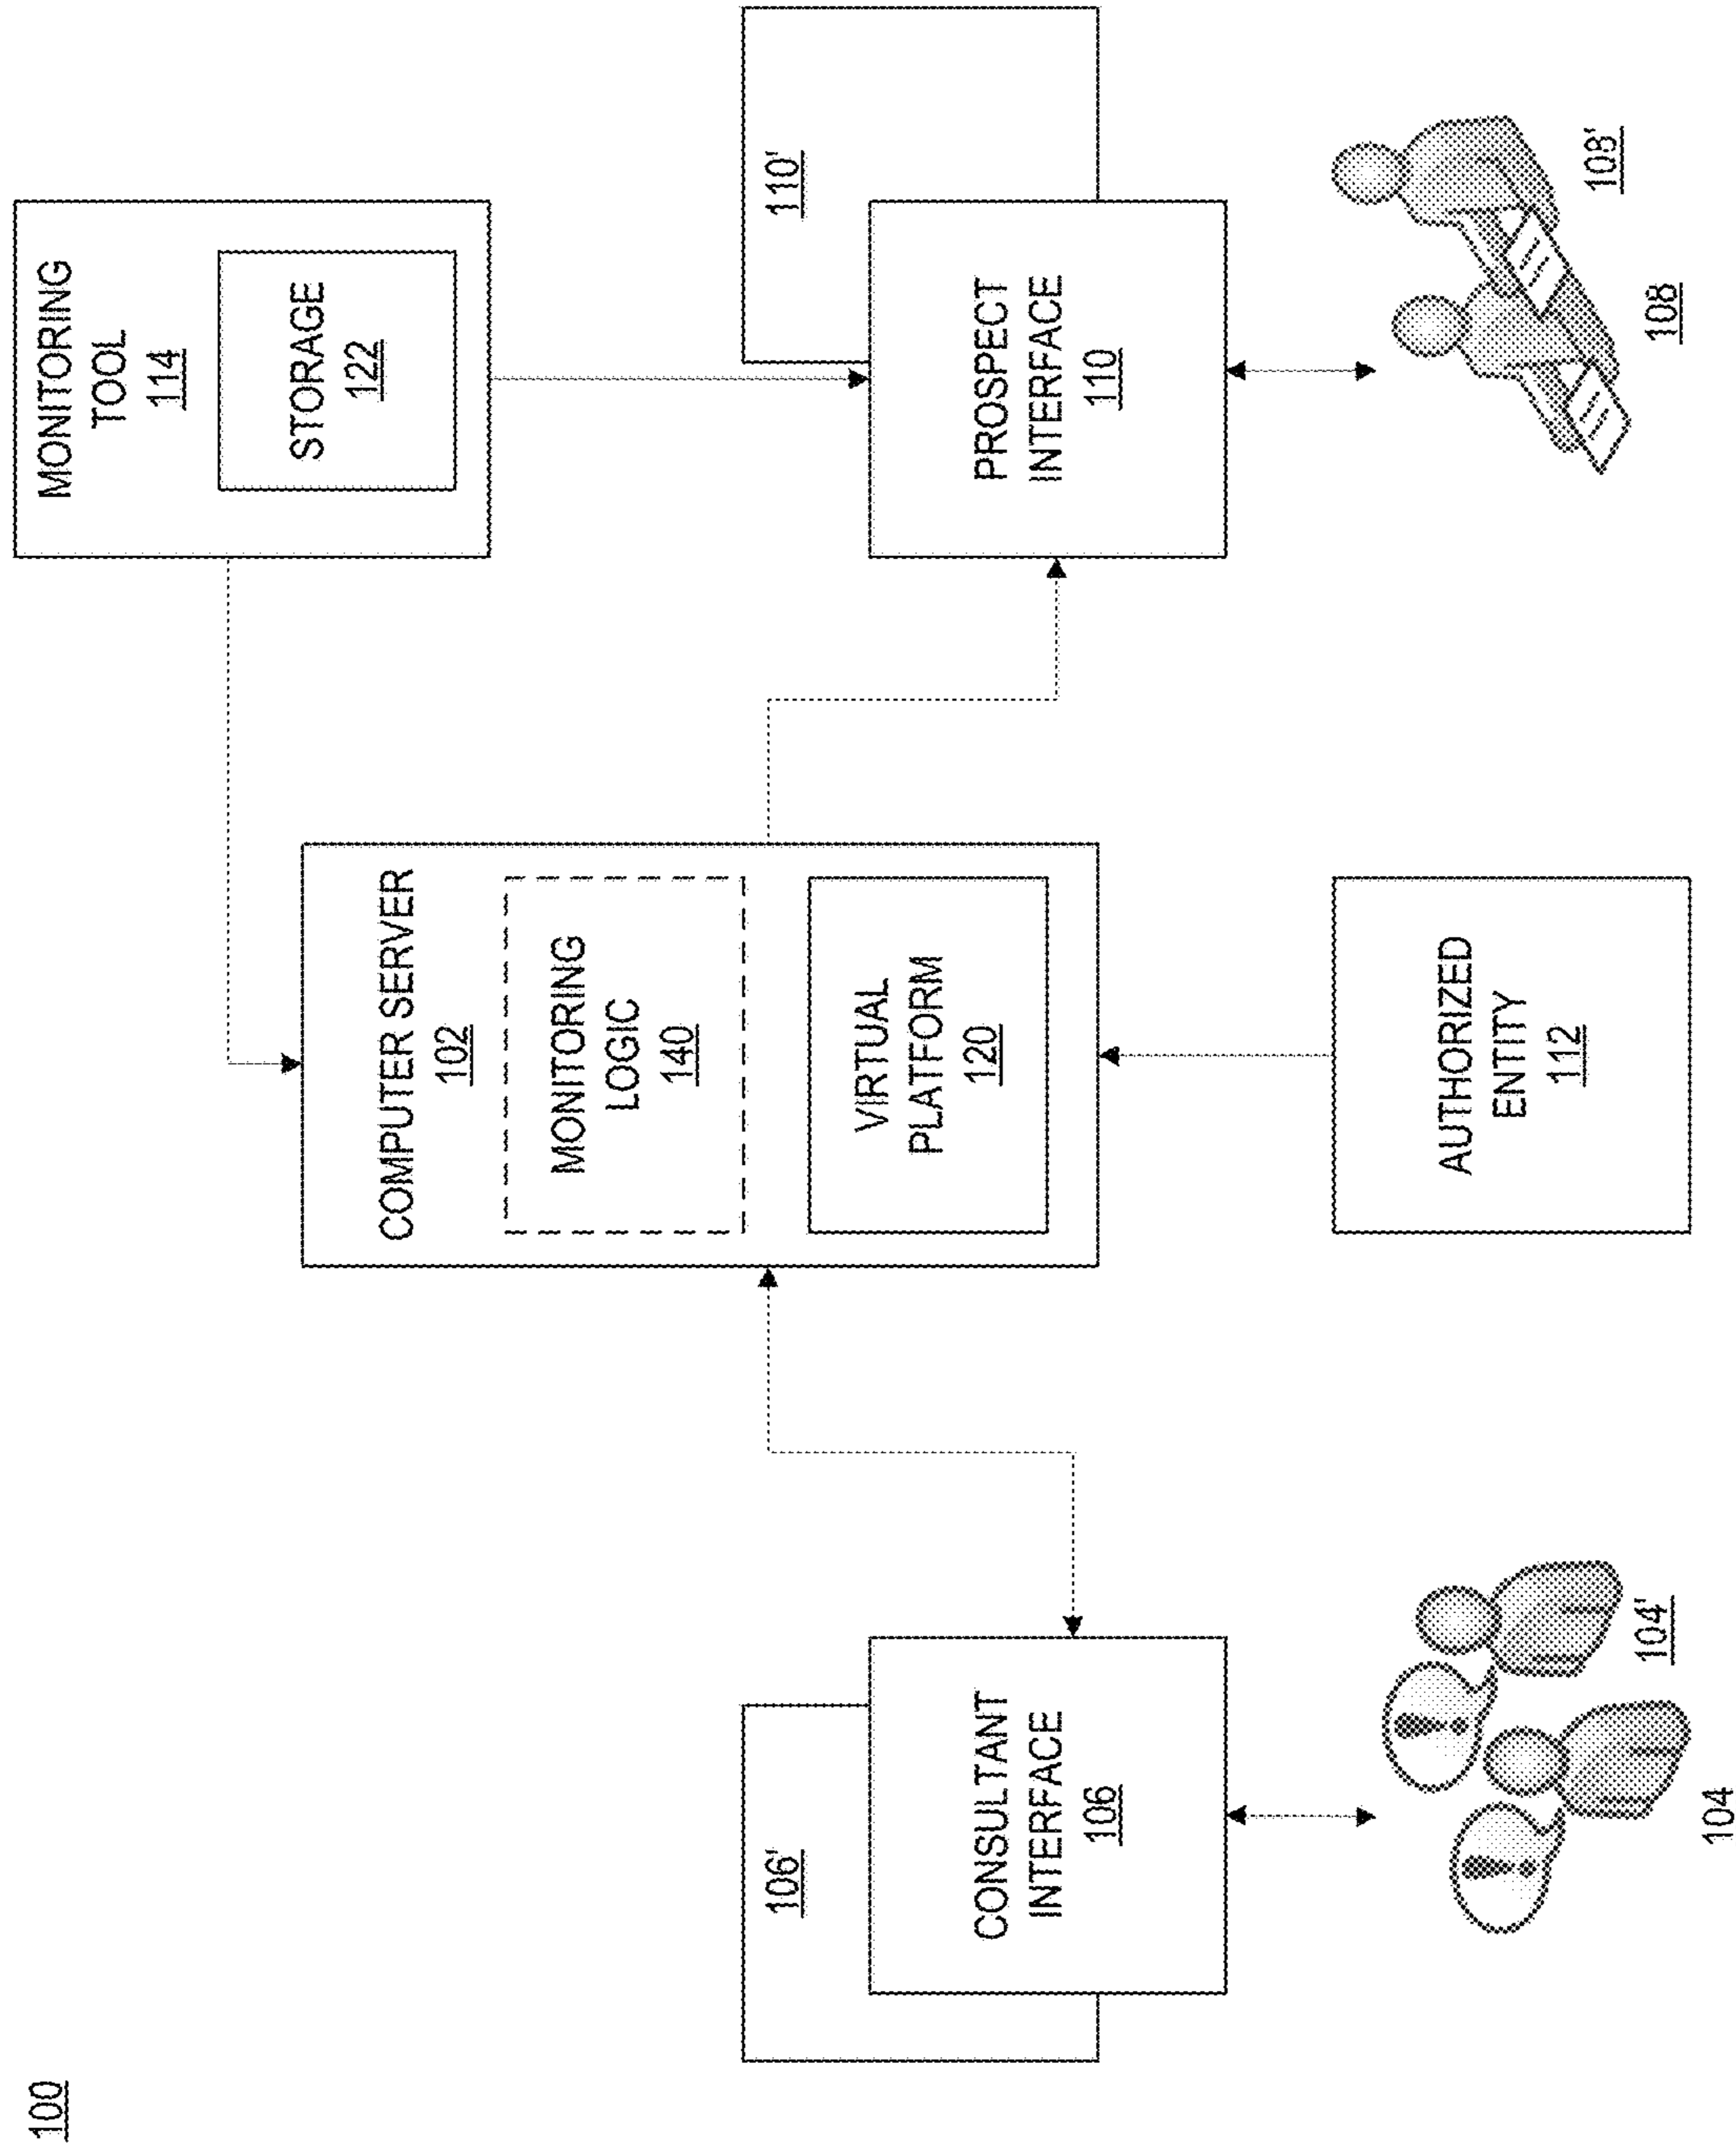 100
MONITORING
TOOL
114
STORAGE
122
COMPUTER SERVER
102
MONITORING
LOGIC
140
VIRTUAL
PLATFORM
120
106'
CONSULTANT
INTERFACE
106
110'
PROSPECT
INTERFACE
110
AUTHORIZED
ENTITY
112
104
104'
108
108'